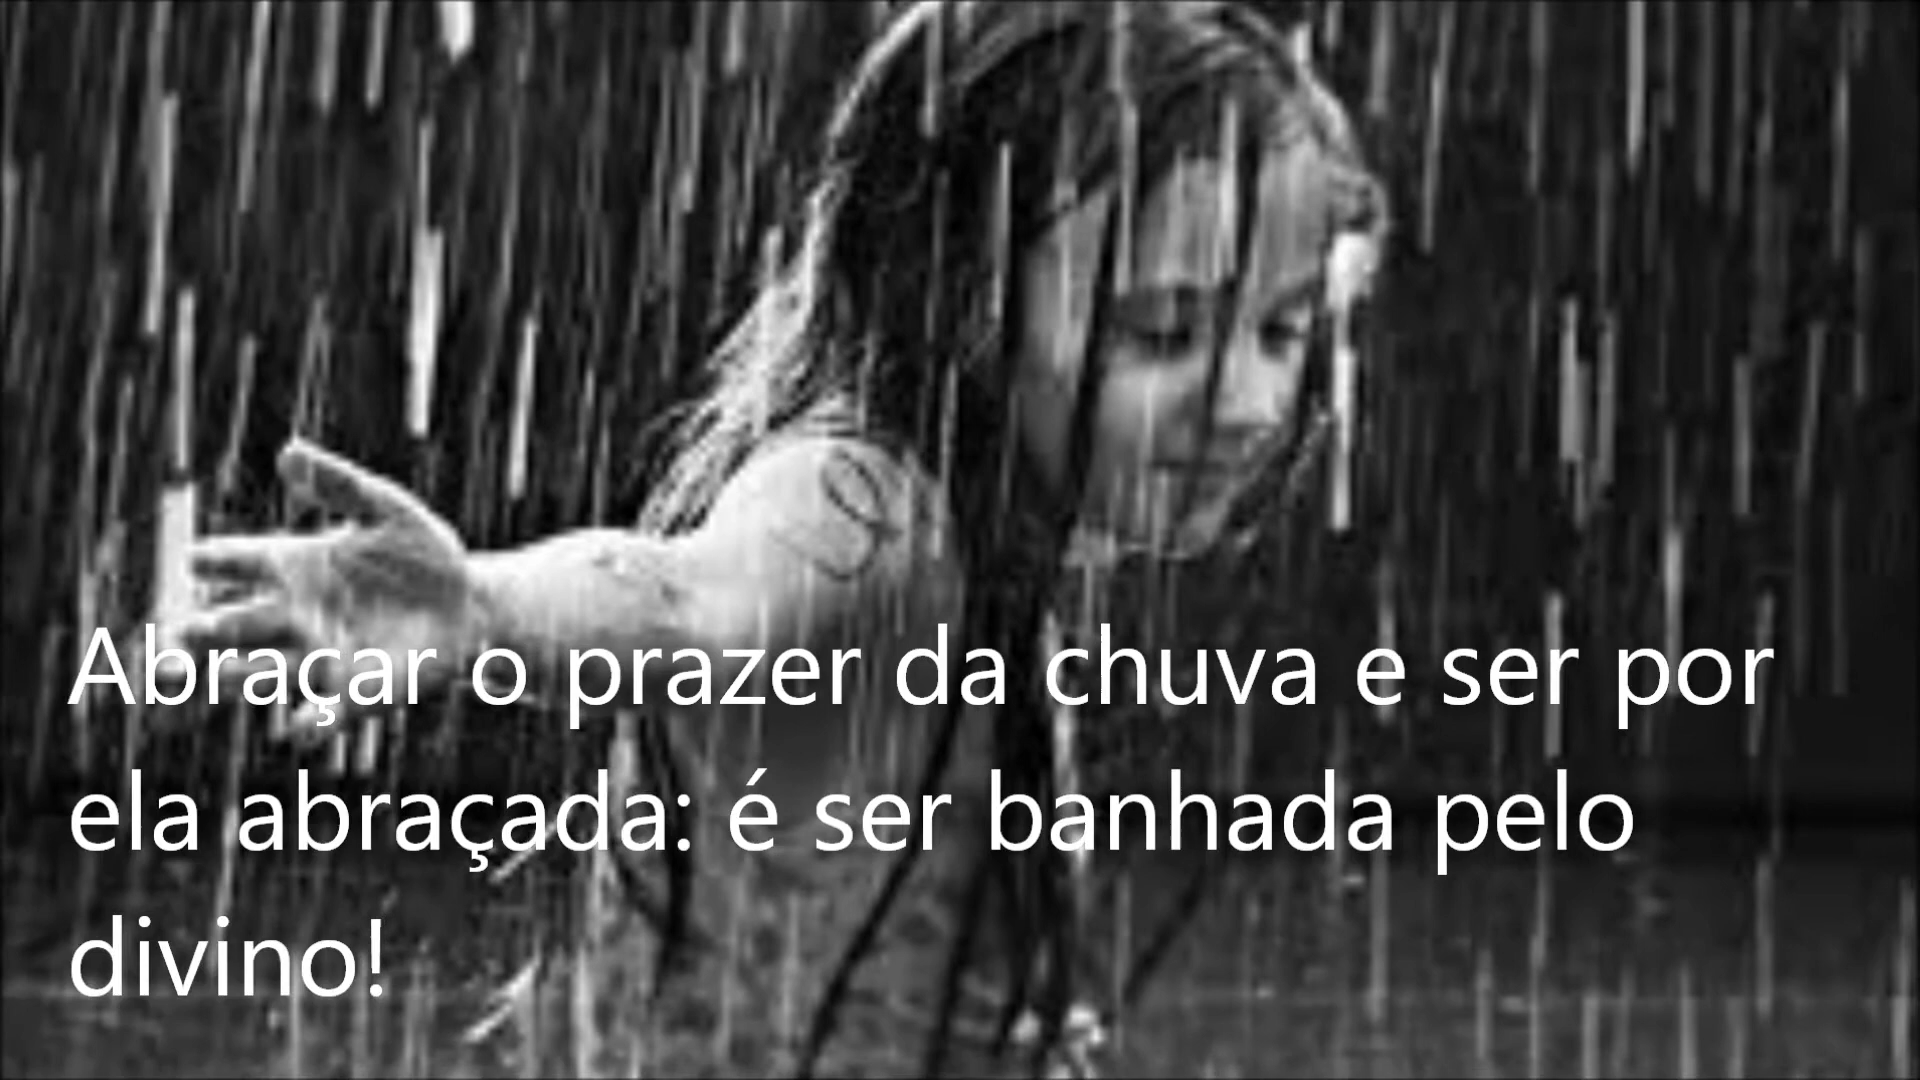 Abraçar o prazer da chuva e ser por
ela abraçada: é ser banhada pelo
divino!